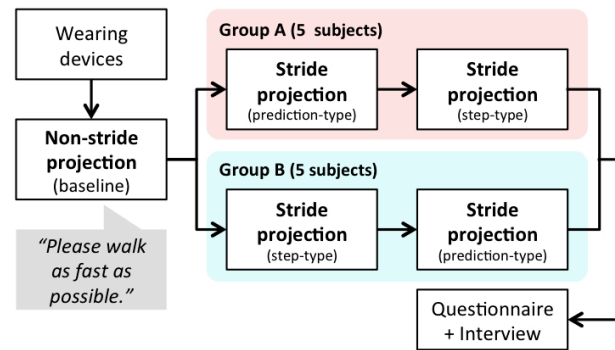 Wearing
devices
Non-stride
projection
(baseline)
“Please walk
as fast as
possible.”
Group A (5 subjects)
Stride
projection
(prediction-type)
Stride
projection
(step-type)
Group B (5 subjects)
Stride
projection
(step-type)
Stride
projection
(prediction-type)
Questionnaire
+ Interview